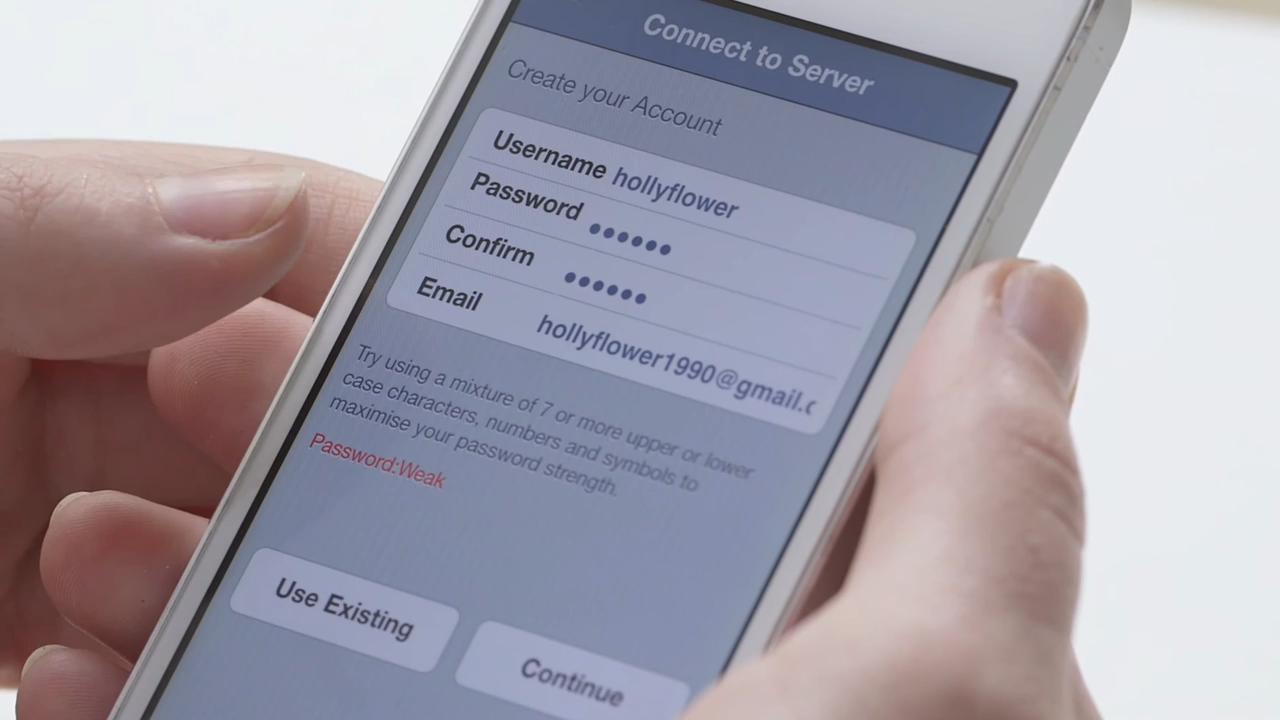 Connect to Server
Create your Account
Username hollyflower
Password ••••••
Confirm ••••••
Email hollyflower1990@gmail.c
Try using a mixture of 7 or more upper or lower
case characters, numbers and symbols to
maximise your password strength.
Password:Weak
Use Existing
Continue